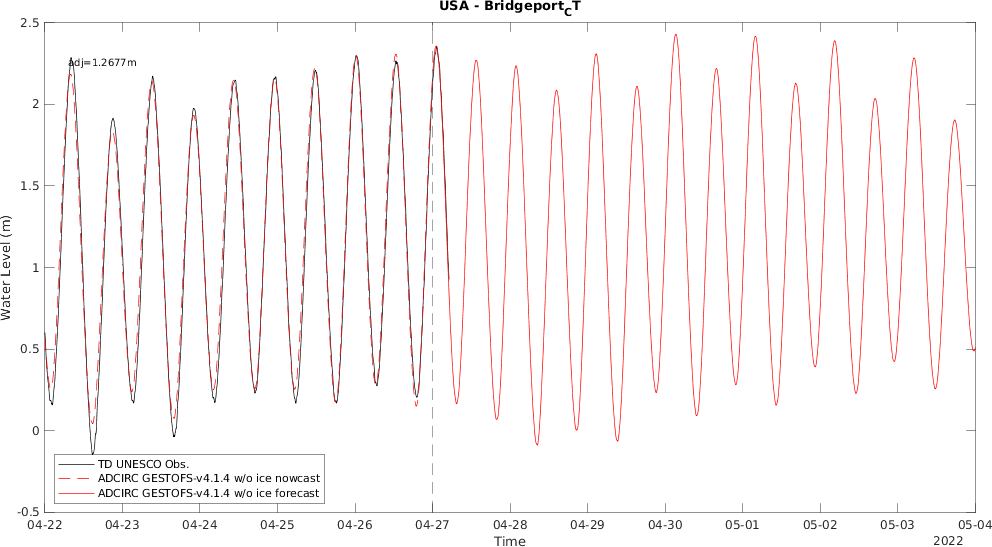 USA - Bridgeport_CT
adj=1.2677m
2.5
2
1.5
1
0.5
0
-0.5
Water Level (m)
TD UNESCO Obs.
ADCIRC GESTOFS-v4.1.4 w/o ice nowcast
ADCIRC GESTOFS-v4.1.4 w/o ice forecast
04-22 04-23 04-24 04-25 04-26 04-27 04-28 04-29 04-30 05-01 05-02 05-03 05-04
Time
2022